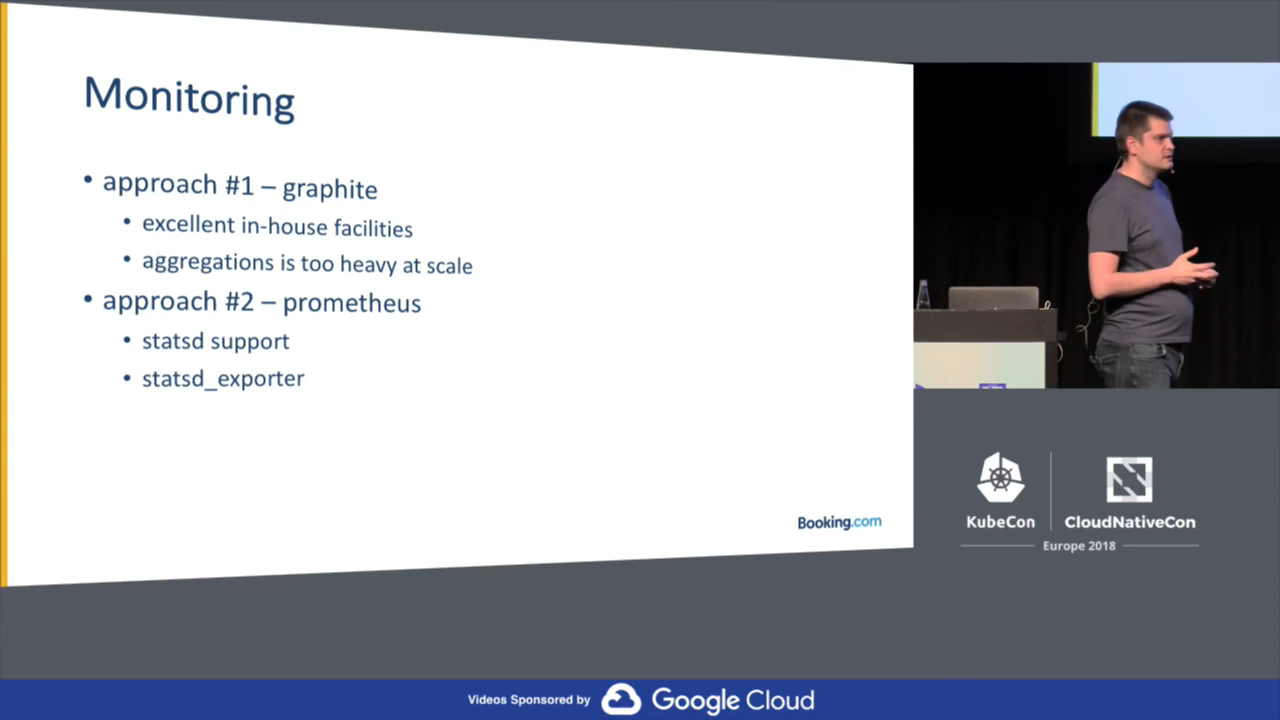 Monitoring
• approach #1 – graphite
• excellent in-house facilities
• aggregations is too heavy at scale
• approach #2 – prometheus
• statsd support
• statsd_exporter
Booking.com
KubeCon
CloudNativeCon
Europe 2018
Videos Sponsored by Google Cloud